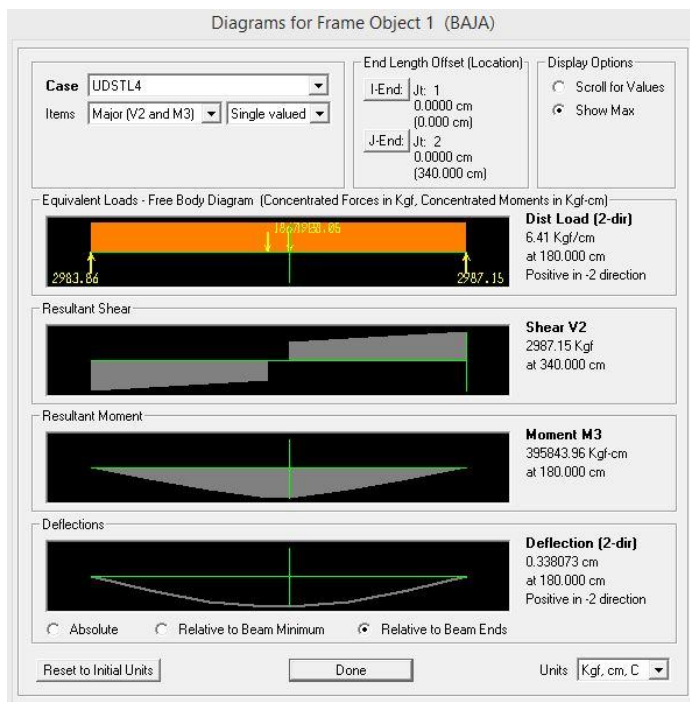 Diagrams for Frame Object 1 (BAJA)
Case UDSTL4
Items Major (V2 and M3) Single valued
End Length Offset (Location)
I-End: Jt: 1
0.0000 cm
(0.000 cm)
J-End: Jt: 2
0.0000 cm
(340.000 cm)
Display Options
Scroll for Values
Show Max
Equivalent Loads - Free Body Diagram (Concentrated Forces in Kgf, Concentrated Moments in Kgf-cm)
2983.86
2987.15
Dist Load (2-dir)
6.41 Kgf/cm
at 180.000 cm
Positive in -2 direction
Resultant Shear
Shear V2
2987.15 Kgf
at 340.000 cm
Resultant Moment
Moment M3
395843.96 Kgf-cm
at 180.000 cm
Deflections
Deflection (2-dir)
0.338073 cm
at 180.000 cm
Positive in -2 direction
Absolute Relative to Beam Minimum Relative to Beam Ends
Reset to Initial Units Done Units Kgf, cm, C